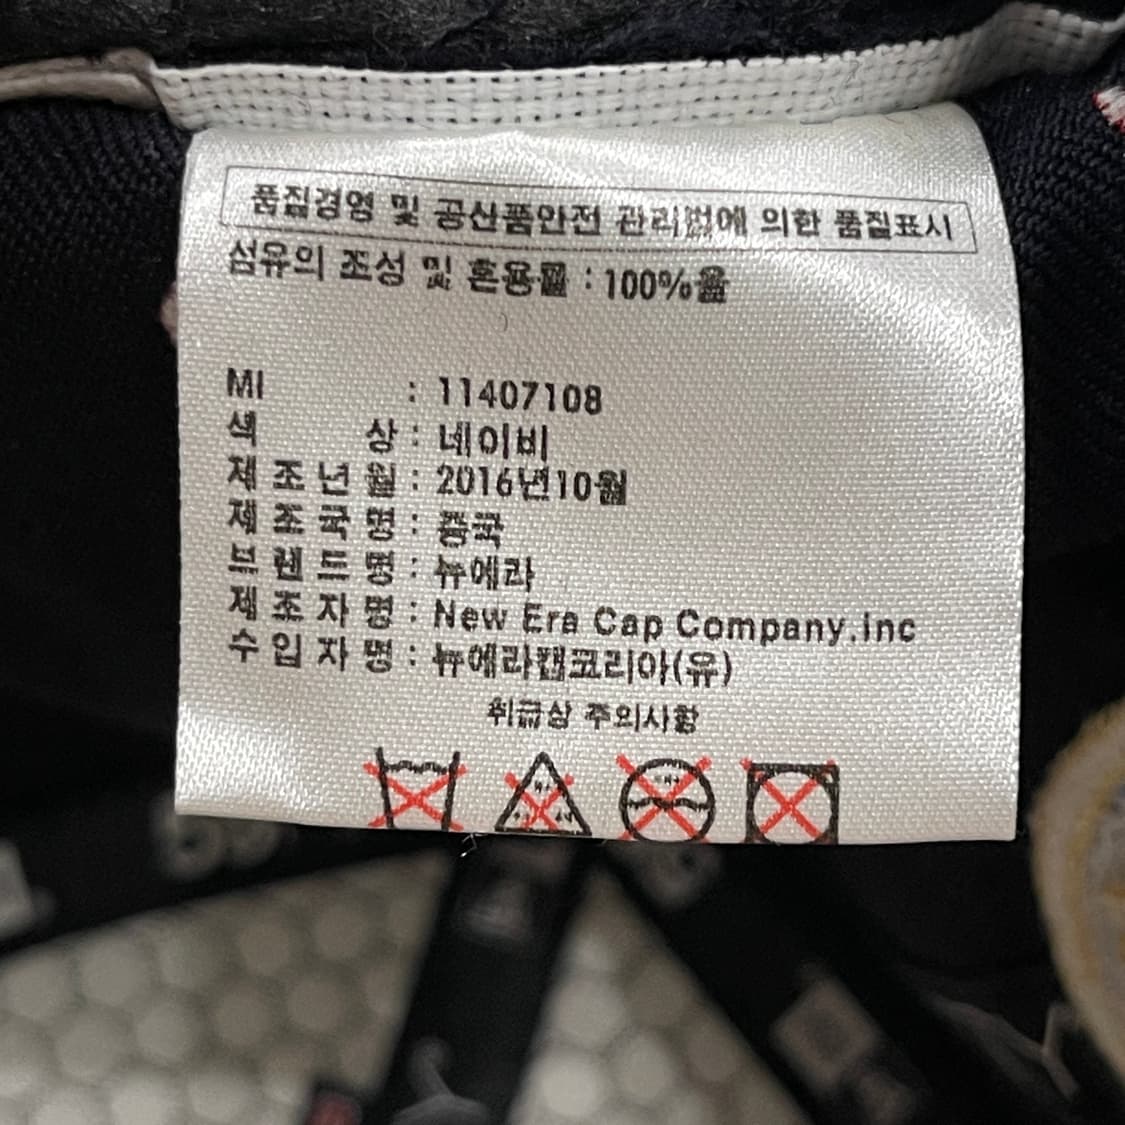 품질경영 및 공산품안전 관리법에 의한 품질표시
섬유의 조성 및 혼용률 : 100%울
MI : 11407108
색 상 : 네이비
제 조 년 월 : 2016년10월
제 조 국 명 : 중국
브 랜 드 명 : 뉴에라
제 조 자 명 : New Era Cap Company.inc
수 입 자 명 : 뉴에라캡코리아(유)
취급상 주의사항